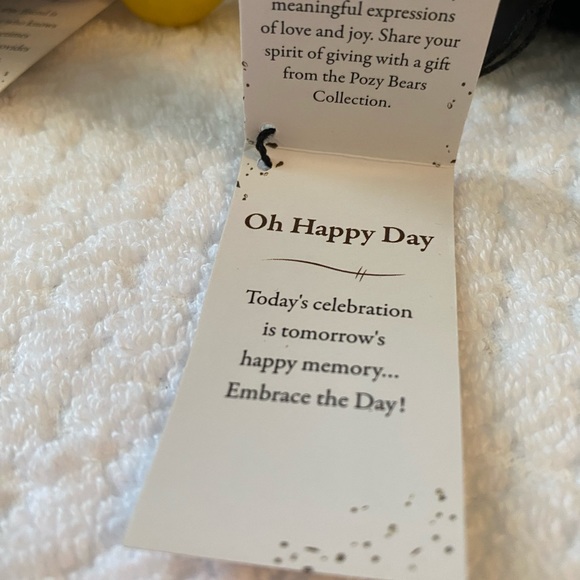 meaningful expressions
of love and joy. Share your
spirit of giving with a gift
from the Pozy Bears
Collection.
Oh Happy Day
Today's celebration
is tomorrow's
happy memory...
Embrace the Day!